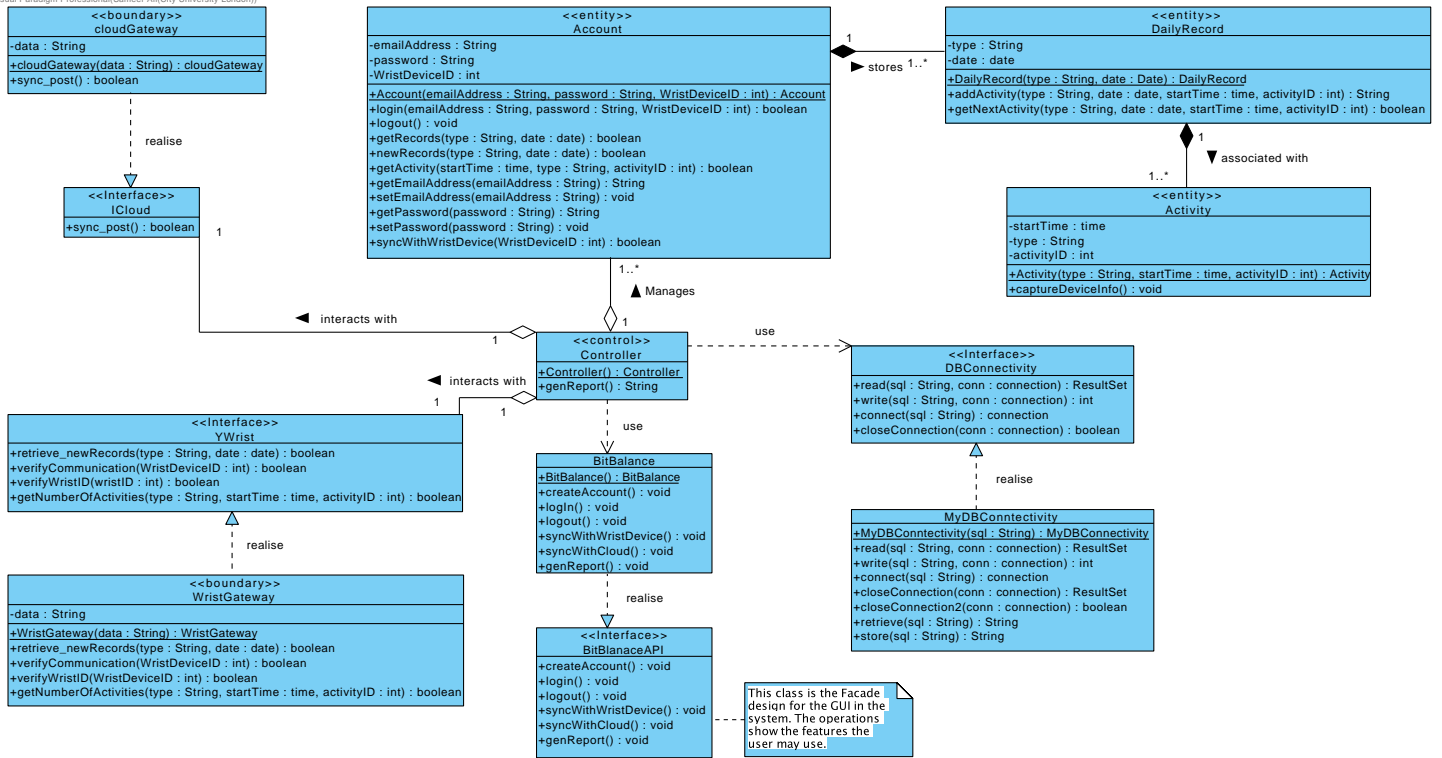 sual Paradigm Professional(Sameer Ali(City University London))
<<boundary>>
cloudGateway
-data : String
+cloudGateway(data : String) : cloudGateway
+sync_post() : boolean
realise
<<Interface>>
ICloud
+sync_post() : boolean
1
<<entity>>
Account
-emailAddress : String
-password : String
-WristDeviceID : int
+Account(emailAddress : String, password : String, WristDeviceID : int) : Account
+login(emailAddress : String, password : String, WristDeviceID : int) : boolean
+logout() : void
+getRecords(type : String, date : date) : boolean
+newRecords(type : String, date : date) : boolean
+getActivity(startTime : time, type : String, activityID : int) : boolean
+getEmailAddress(emailAddress : String) : String
+setEmailAddress(emailAddress : String) : void
+getPassword(password : String) : String
+setPassword(password : String) : void
+syncWithWristDevice(WristDeviceID : int) : boolean
1
stores 1..*
<<entity>>
DailyRecord
-type : String
-date : date
+DailyRecord(type : String, date : Date) : DailyRecord
+addActivity(type : String, date : date, startTime : time, activityID : int) : String
+getNextActivity(type : String, date : date, startTime : time, activityID : int) : boolean
1
associated with
1..*
<<entity>>
Activity
-startTime : time
-type : String
-activityID : int
+Activity(type : String, startTime : time, activityID : int) : Activity
+captureDeviceInfo() : void
1..*
Manages
1
interacts with
1
<<control>>
Controller
+Controller() : Controller
+genReport() : String
use
interacts with
1
1
use
<<Interface>>
DBConnectivity
+read(sql : String, conn : connection) : ResultSet
+write(sql : String, conn : connection) : int
+connect(sql : String) : connection
+closeConnection(conn : connection) : boolean
realise
MyDBConntectivity
+MyDBConntectivity(sql : String) : MyDBConnectivity
+read(sql : String, conn : connection) : ResultSet
+write(sql : String, conn : connection) : int
+connect(sql : String) : connection
+closeConnection(conn : connection) : ResultSet
+closeConnection2(conn : connection) : boolean
+retrieve(sql : String) : String
+store(sql : String) : String
<<Interface>>
YWrist
+retrieve_newRecords(type : String, date : date) : boolean
+verifyCommunication(WristDeviceID : int) : boolean
+verifyWristID(wristID : int) : boolean
+getNumberOfActivities(type : String, startTime : time, activityID : int) : boolean
realise
<<boundary>>
WristGateway
-data : String
+WristGateway(data : String) : WristGateway
+retrieve_newRecords(type : String, date : date) : boolean
+verifyCommunication(WristDeviceID : int) : boolean
+verifyWristID(WristDeviceID : int) : boolean
+getNumberOfActivities(type : String, startTime : time, activityID : int) : boolean
BitBalance
+BitBalance() : BitBalance
+createAccount() : void
+logIn() : void
+logout() : void
+syncWithWristDevice() : void
+syncWithCloud() : void
+genReport() : void
realise
<<Interface>>
BitBlanaceAPI
+createAccount() : void
+login() : void
+logout() : void
+syncWithWristDevice() : void
+syncWithCloud() : void
+genReport() : void
This class is the Facade
design for the GUI in the
system. The operations
show the features the
user may use.